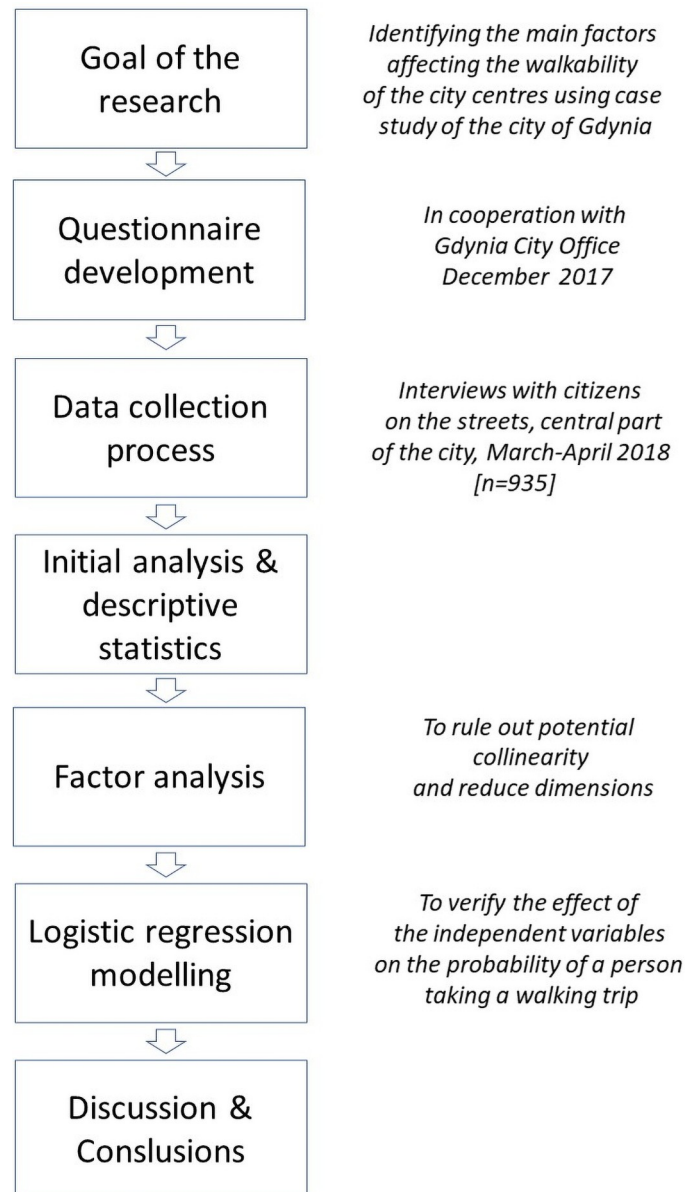 Goal of the
research
Identifying the main factors
affecting the walkability
of the city centres using case
study of the city of Gdynia
Questionnaire
development
In cooperation with
Gdynia City Office
December 2017
Data collection
process
Interviews with citizens
on the streets, central part
of the city, March-April 2018
[n=935]
Initial analysis &
descriptive
statistics
Factor analysis
To rule out potential
collinearity
and reduce dimensions
Logistic regression
modelling
To verify the effect of
the independent variables
on the probability of a person
taking a walking trip
Discussion &
Conslusions